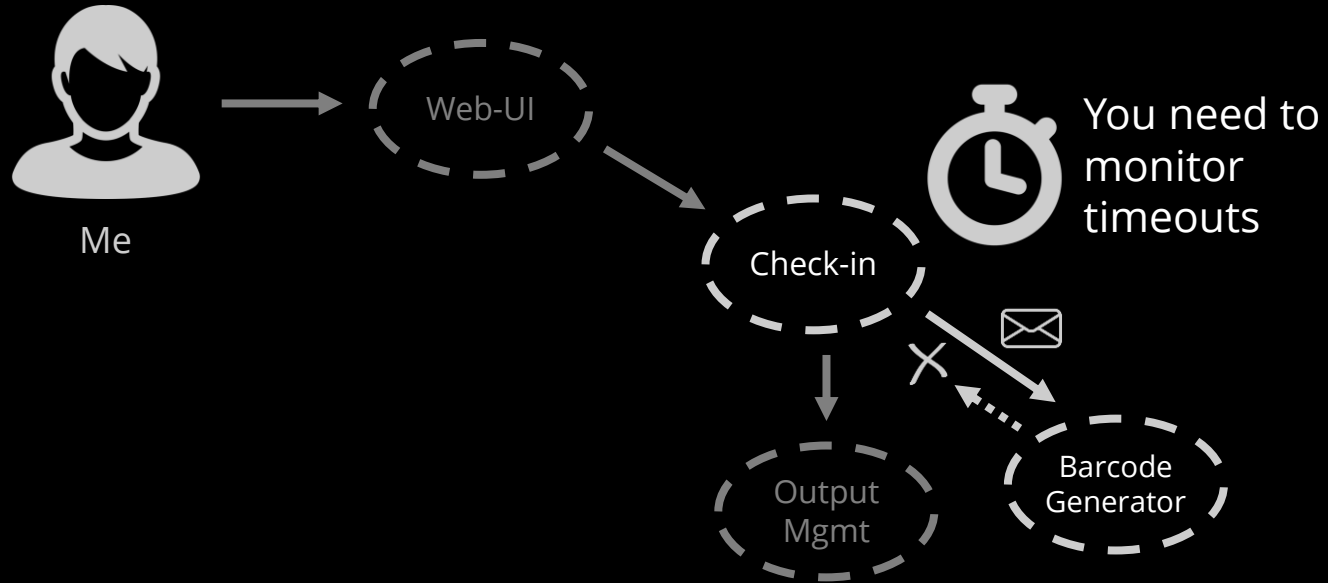 Me
Web-UI
You need to
monitor
timeouts
Check-in
Output
Mgmt
Barcode
Generator